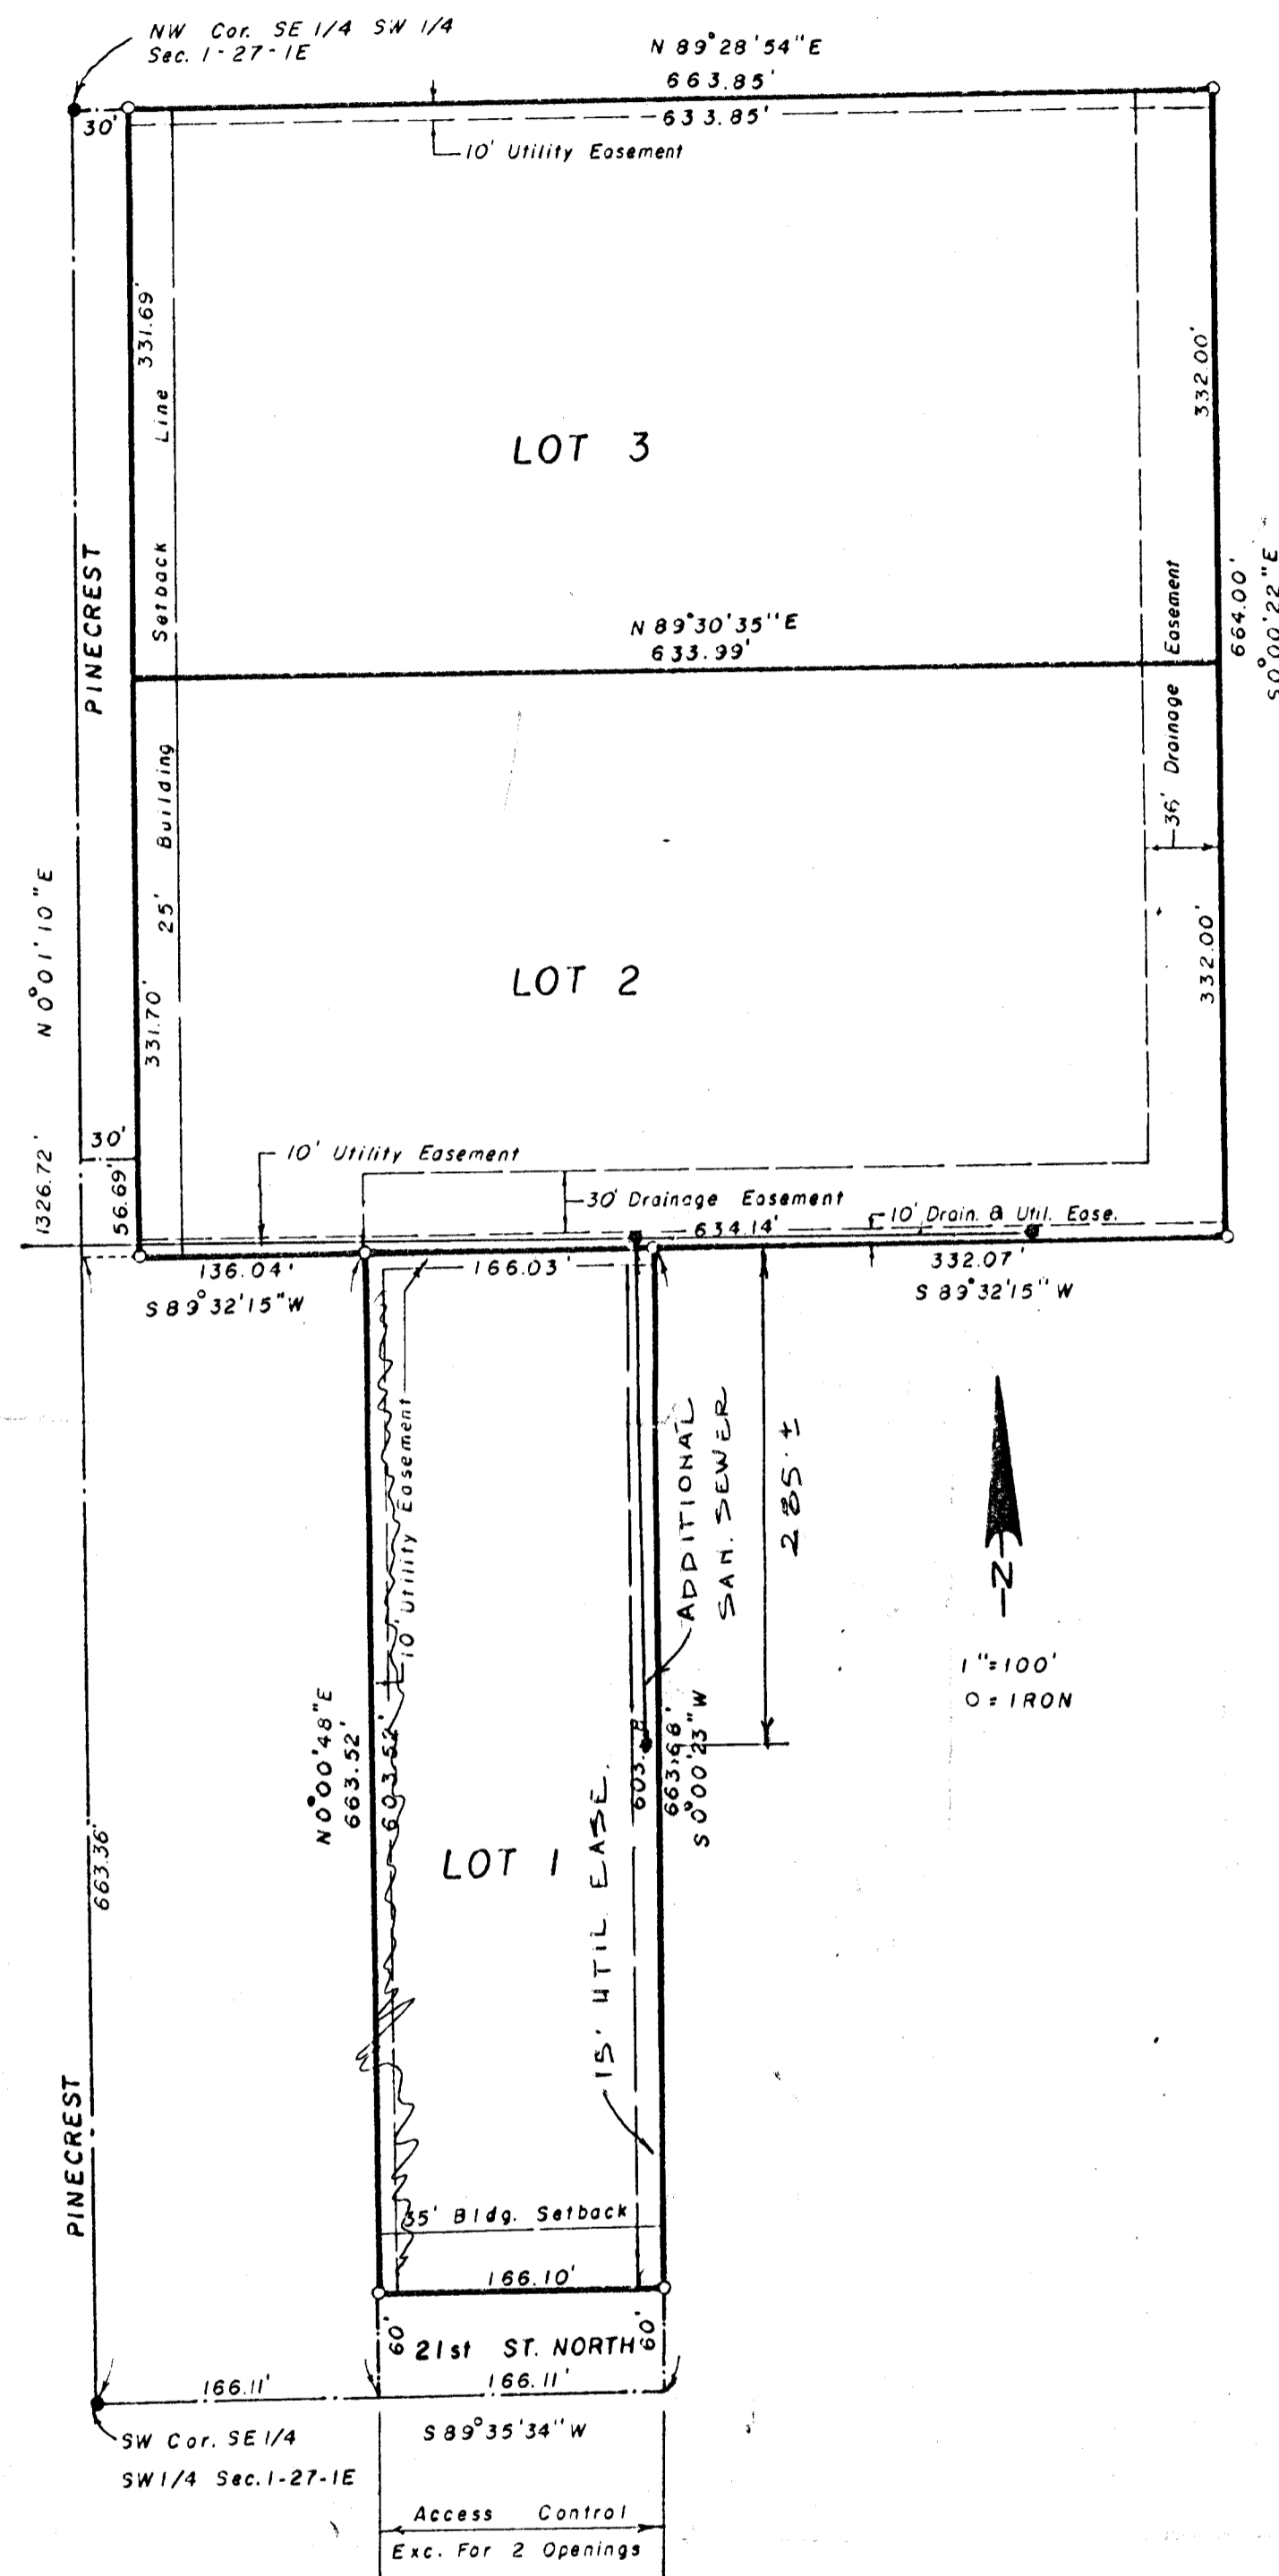 NW Cor. SE 1/4 SW 1/4
Sec. 1-27-1E
N 89°28'54"E
663.85'
30'
633.85'
10' Utility Easement
331.69'
332.00'
25' Building Setback Line
LOT 3
PINECREST
N 89°30'35"E
633.99'
664.00'
S0°00'22"E
36' Drainage Easement
N 0°01'10"E
1326.72'
LOT 2
331.70'
332.00'
30'
56.69'
10' Utility Easement
30' Drainage Easement
634.14'
10' Drain. & Util. Ease.
136.04'
166.03'
332.07'
S 89°32'15"W
S 89°32'15"W
10' Utility Easement
ADDITIONAL
SAN. SEWER
285' ±
N
1"=100'
O = IRON
N0°00'48"E
663.52'
603.52'
603.
663.68'
S0°00'23"W
663.36'
LOT 1
15' UTIL. EASE.
PINECREST
35' Bldg. Setback
166.10'
60'
21st ST. NORTH
60'
166.11'
166.11'
SW Cor. SE 1/4
SW 1/4 Sec. 1-27-1E
S 89°35'34"W
Access Control
Exc. For 2 Openings